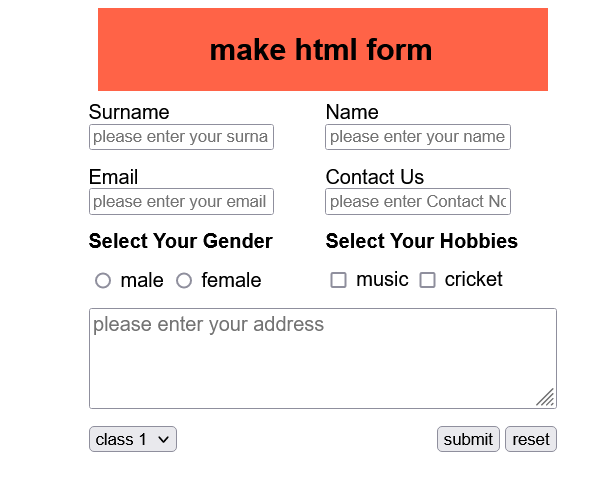 make html form
Surname Name
please enter your surna please enter your name
Email Contact Us
please enter your email please enter Contact No
Select Your Gender Select Your Hobbies
male female music cricket
please enter your address
class 1 submit reset